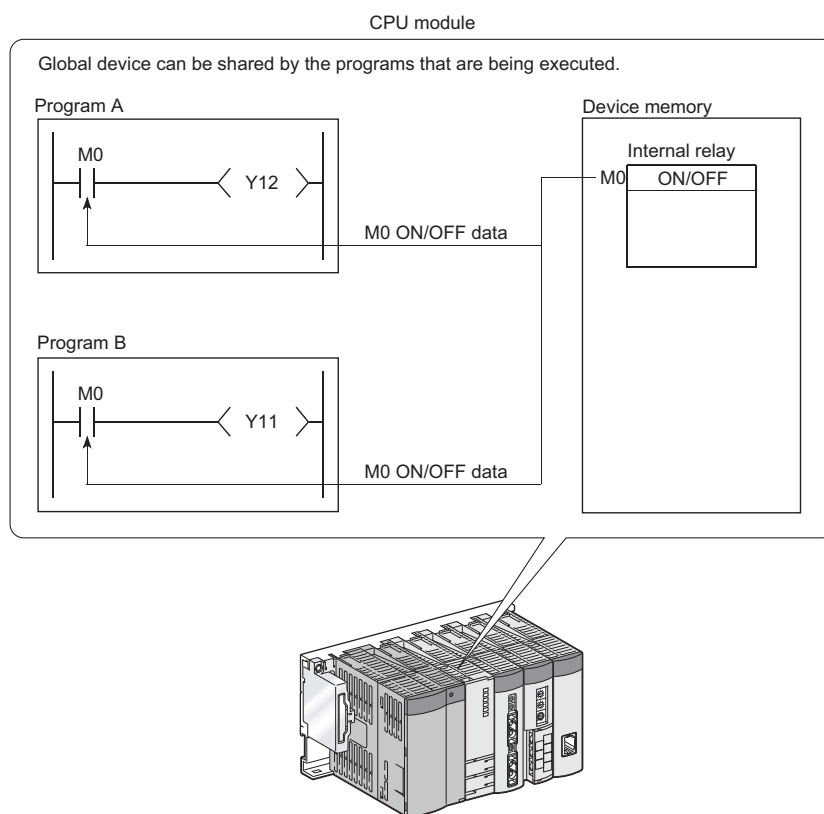 CPU module
Global device can be shared by the programs that are being executed.
Program A
M0
Y12
M0 ON/OFF data
Device memory
Internal relay
M0
ON/OFF
Program B
M0
Y11
M0 ON/OFF data